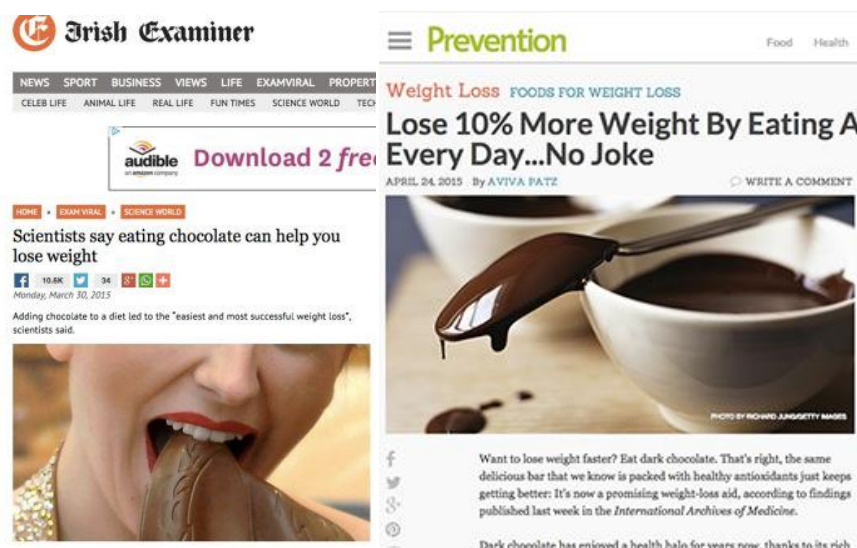 Irish Examiner
NEWS SPORT BUSINESS VIEWS LIFE EXAMVIRAL PROPERT
CELEB LIFE ANIMAL LIFE REAL LIFE FUN TIMES SCIENCE WORLD TECH
audible
an amazon company
Download 2 free
HOME EXAM VIRAL SCIENCE WORLD
Scientists say eating chocolate can help you
lose weight
10.6K 34
Monday, March 30, 2015
Adding chocolate to a diet led to the "easiest and most successful weight loss",
scientists said.
Prevention
Food Health
Weight Loss FOODS FOR WEIGHT LOSS
Lose 10% More Weight By Eating A
Every Day...No Joke
APRIL 24, 2015 By AVIVA PATZ
WRITE A COMMENT
PHOTO BY RICHARD JUNG/GETTY IMAGES
Want to lose weight faster? Eat dark chocolate. That's right, the same
delicious bar that we know is packed with healthy antioxidants just keeps
getting better: It's now a promising weight-loss aid, according to findings
published last week in the International Archives of Medicine.
Dark chocolate has enjoyed a health halo for years now, thanks to its rich